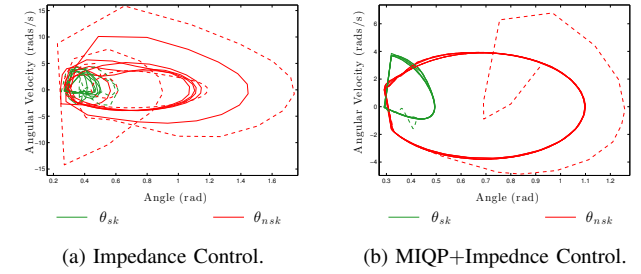 Angular Velocity (rads/s)
15
10
5
0
-5
-10
-15
0.2 0.4 0.6 0.8 1 1.2 1.4 1.6
Angle (rad)
θsk θnsk
(a) Impedance Control.
Angular Velocity (rads/s)
6
4
2
0
-2
-4
0.3 0.4 0.5 0.6 0.7 0.8 0.9 1 1.1 1.2
Angle (rad)
θsk θnsk
(b) MIQP+Impednce Control.